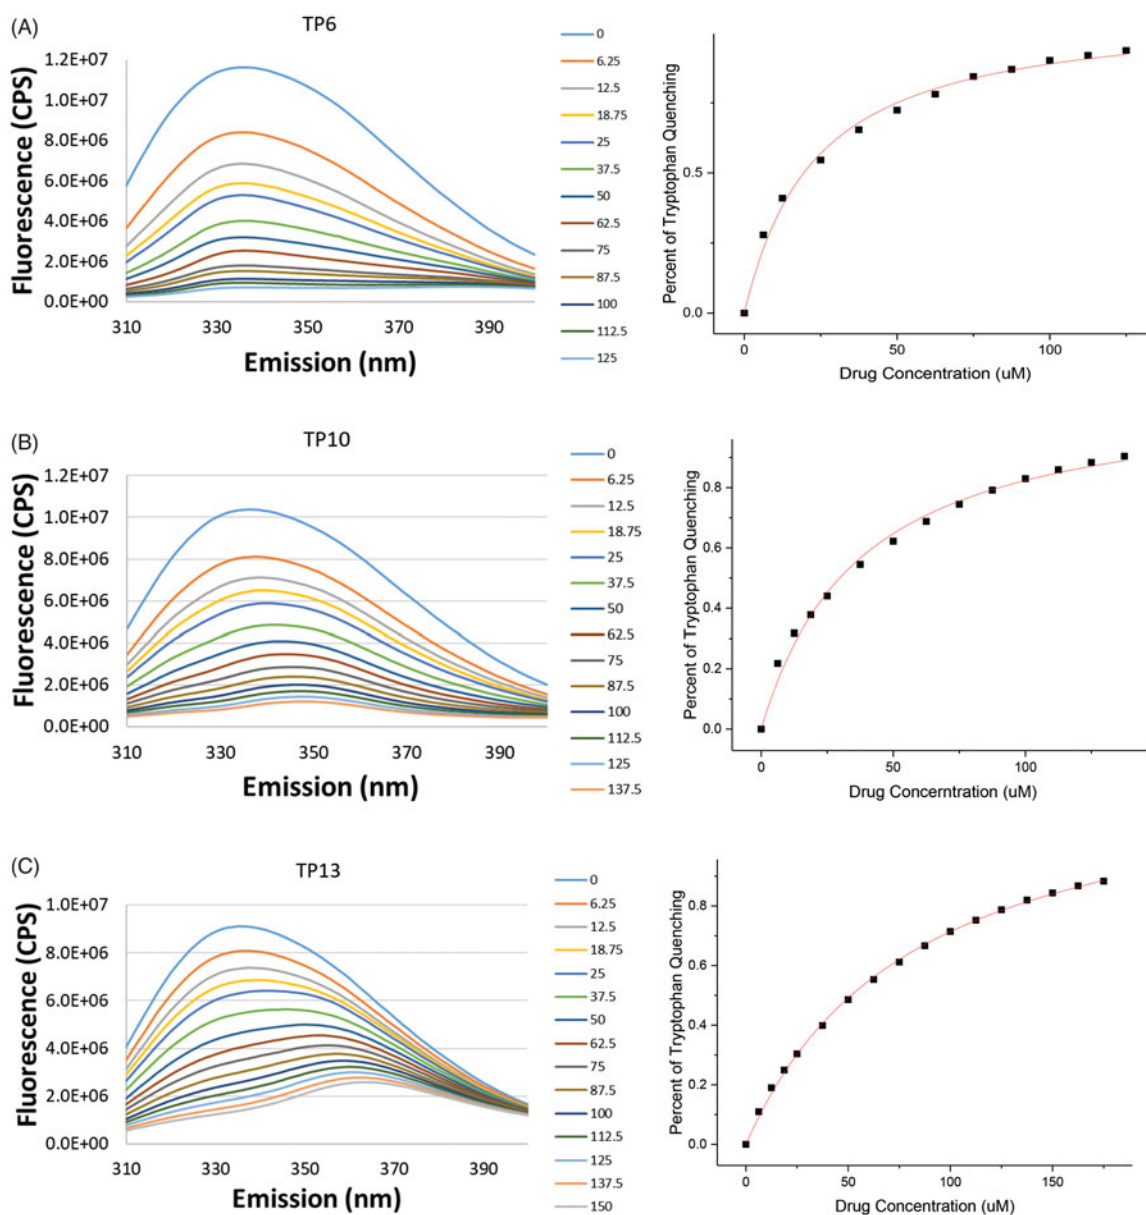 (A)
TP6
Fluorescence (CPS)
1.2E+07
1.0E+07
8.0E+06
6.0E+06
4.0E+06
2.0E+06
0.0E+00
310 330 350 370 390
Emission (nm)
0
6.25
12.5
18.75
25
37.5
50
62.5
75
87.5
100
112.5
125
Percent of Tryptophan Quenching
0.5
0.0
0 50 100
Drug Concentration (uM)
(B)
TP10
Fluorescence (CPS)
1.2E+07
1.0E+07
8.0E+06
6.0E+06
4.0E+06
2.0E+06
0.0E+00
310 330 350 370 390
Emission (nm)
0
6.25
12.5
18.75
25
37.5
50
62.5
75
87.5
100
112.5
125
137.5
Percent of Tryptophan Quenching
0.8
0.6
0.4
0.2
0.0
0 50 100
Drug Concerntration (uM)
(C)
TP13
Fluorescence (CPS)
1.0E+07
8.0E+06
6.0E+06
4.0E+06
2.0E+06
0.0E+00
310 330 350 370 390
Emission (nm)
0
6.25
12.5
18.75
25
37.5
50
62.5
75
87.5
100
112.5
125
137.5
150
Percent of Tryptophan Quenching
0.8
0.6
0.4
0.2
0.0
0 50 100 150
Drug Concentration (uM)